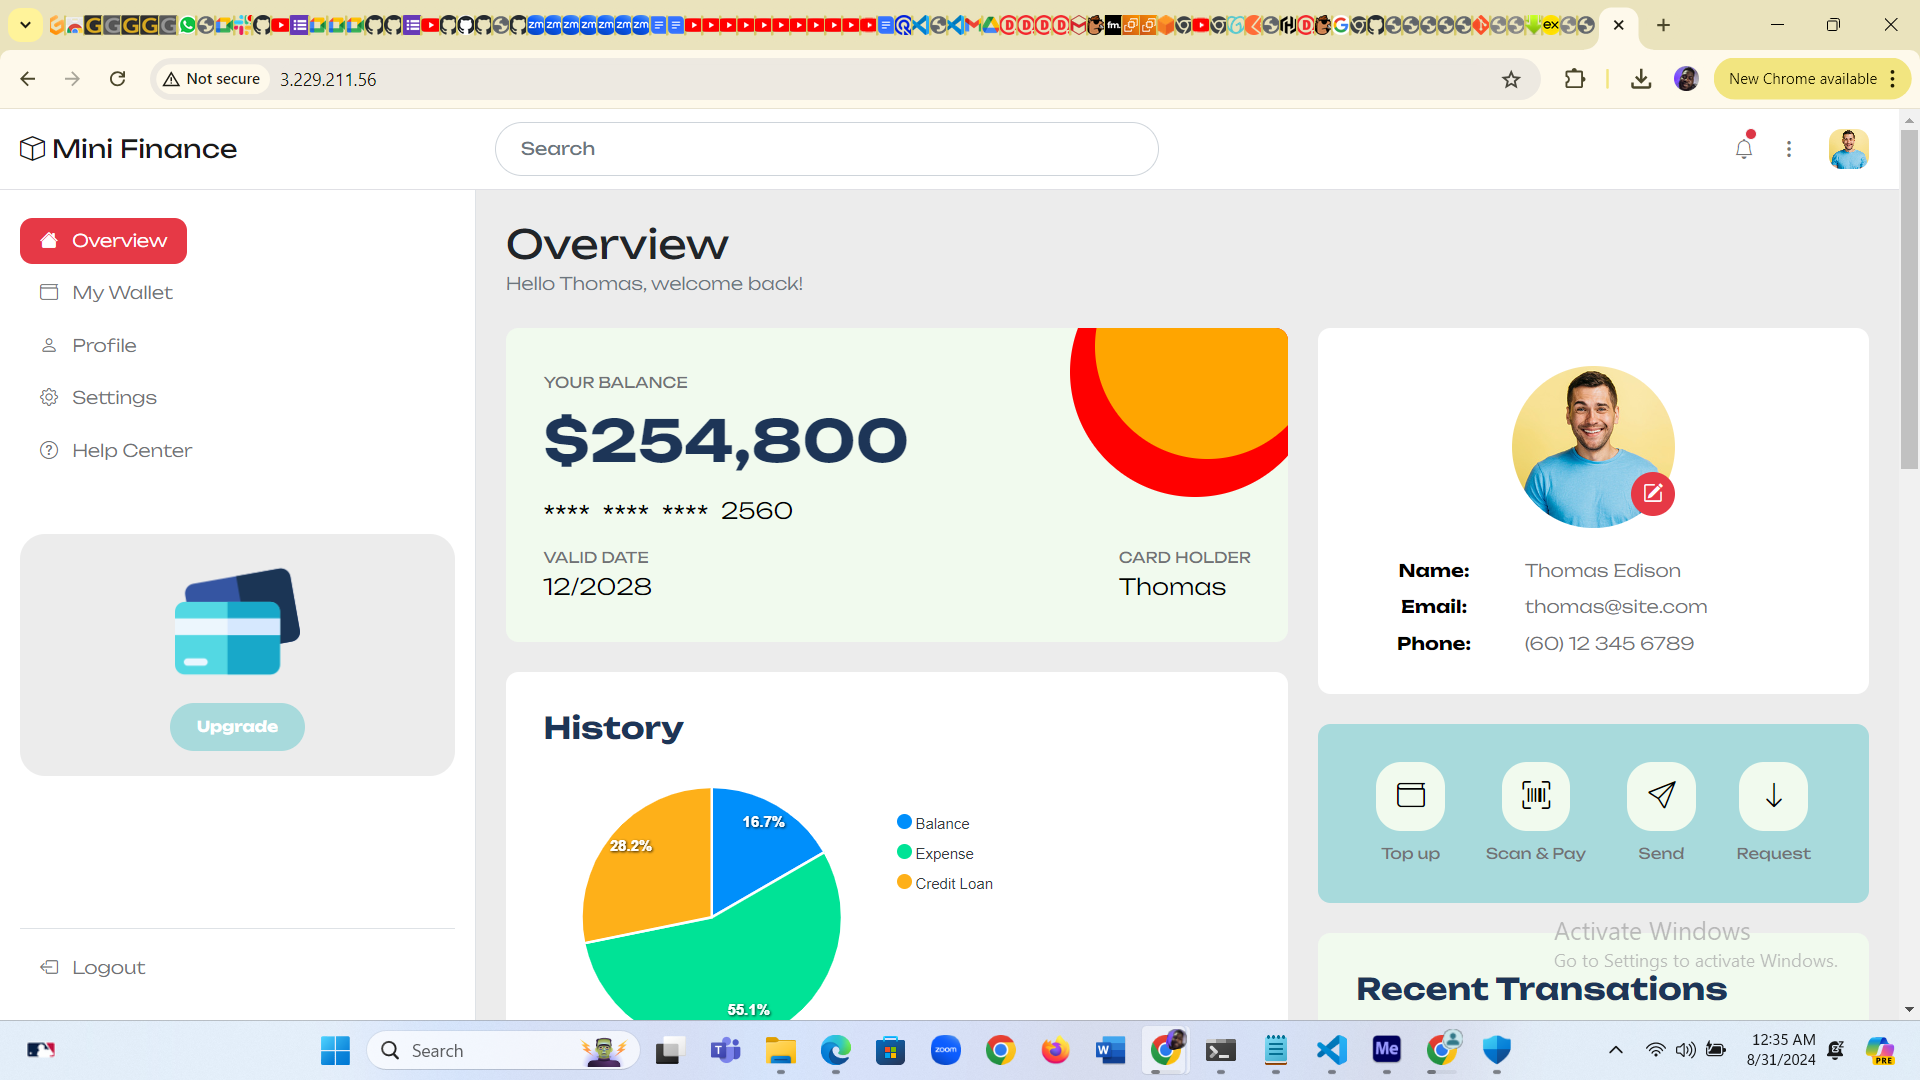 Not secure
3.229.211.56
New Chrome available
Mini Finance
Search
Overview
My Wallet
Profile
Settings
Help Center
Upgrade
Logout
Overview
Hello Thomas, welcome back!
YOUR BALANCE
$254,800
**** **** **** 2560
VALID DATE
12/2028
CARD HOLDER
Thomas
Name: Thomas Edison
Email: thomas@site.com
Phone: (60) 12 345 6789
History
16.7%
28.2%
55.1%
Balance
Expense
Credit Loan
Top up
Scan & Pay
Send
Request
Recent Transations
Activate Windows
Go to Settings to activate Windows.
Search
zoom
Me
12:35 AM
8/31/2024
PRE